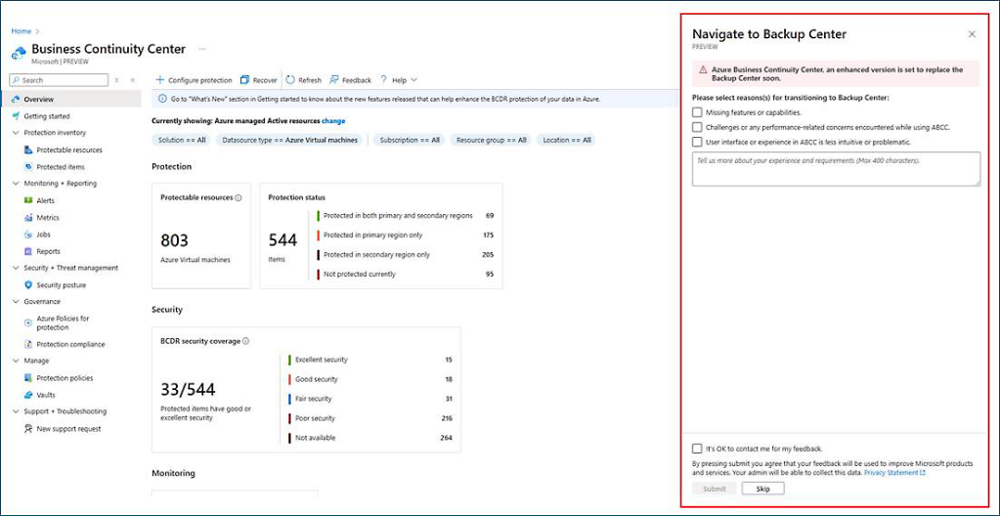 Home >
Business Continuity Center ...
Microsoft | PREVIEW
Search
Overview
Getting started
Protection inventory
Protectable resources
Protected items
Monitoring + Reporting
Alerts
Metrics
Jobs
Reports
Security + Threat management
Security posture
Governance
Azure Policies for
protection
Protection compliance
Manage
Protection policies
Vaults
Support + Troubleshooting
New support request
Configure protection Recover Refresh Feedback Help
Go to "What's New" section in Getting started to know about the new features released that can help enhance the BCDR protection of your data in Azure.
Currently showing: Azure managed Active resources change
Solution == All Datasource type == Azure Virtual machines Subscription == All Resource group == All Location == All
Protection
Protectable resources
803
Azure Virtual machines
Protection status
544
Items
Protected in both primary and secondary regions 69
Protected in primary region only 175
Protected in secondary region only 205
Not protected currently 95
Security
BCDR security coverage
33/544
Protected items have good or
excellent security
Excellent security 15
Good security 18
Fair security 31
Poor security 216
Not available 264
Monitoring
Navigate to Backup Center
PREVIEW
Azure Business Continuity Center, an enhanced version is set to replace the
Backup Center soon.
Please select reasons(s) for transitioning to Backup Center:
Missing features or capabilities.
Challenges or any performance-related concerns encountered while using ABCC.
User interface or experience in ABCC is less intuitive or problematic.
Tell us more about your experience and requirements (Max 400 characters).
It's OK to contact me for my feedback.
By pressing submit you agree that your feedback will be used to improve Microsoft products
and services. Your admin will be able to collect this data. Privacy Statement
Submit Skip